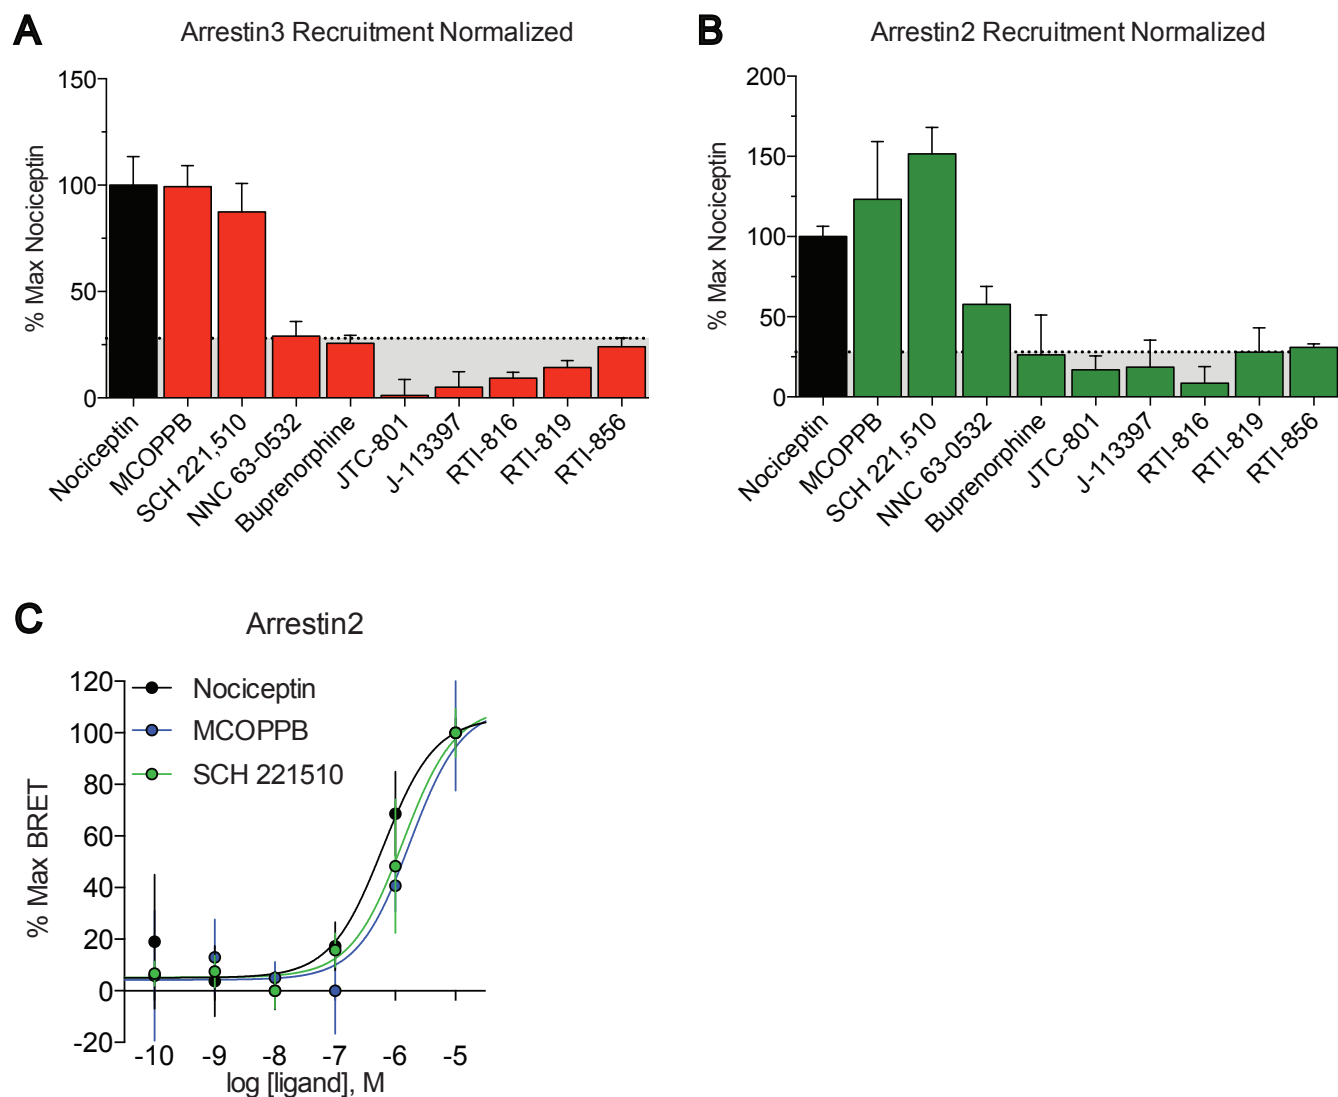 A
Arrestin3 Recruitment Normalized
% Max Nociceptin
150
100
50
0
Nociceptin
MCOPPB
SCH 221,510
NNC 63-0532
Buprenorphine
JTC-801
J-113397
RTI-816
RTI-819
RTI-856
B
Arrestin2 Recruitment Normalized
% Max Nociceptin
200
150
100
50
0
Nociceptin
MCOPPB
SCH 221,510
NNC 63-0532
Buprenorphine
JTC-801
J-113397
RTI-816
RTI-819
RTI-856
C
Arrestin2
% Max BRET
120
100
80
60
40
20
0
-20
Nociceptin
MCOPPB
SCH 221510
-10 -9 -8 -7 -6 -5
log [ligand], M